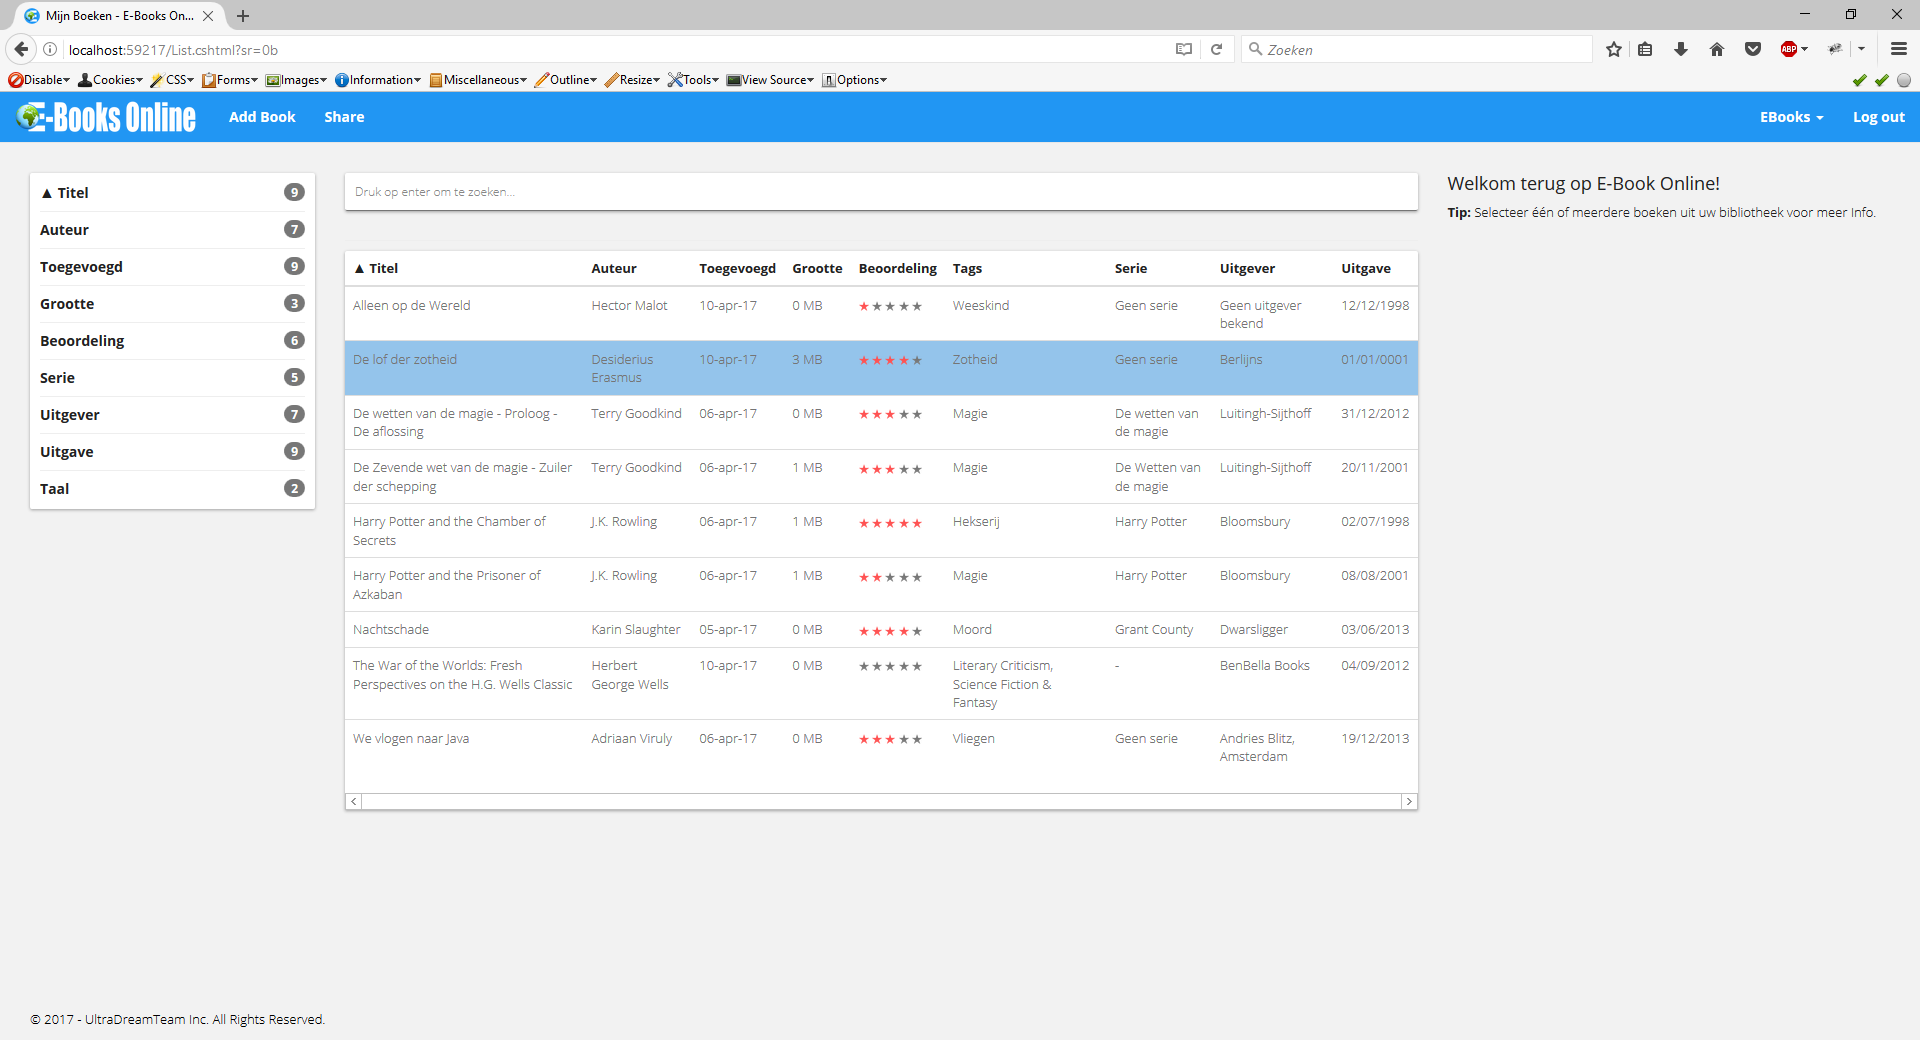 Mijn Boeken - E-Books On...
localhost:59217/List.cshtml?sr=0b
Zoeken
ABP
Disable Cookies CSS Forms Images Information Miscellaneous Outline Resize Tools View Source Options
E-Books Online Add Book Share EBooks Log out
▲ Titel 9
Auteur 7
Toegevoegd 9
Grootte 3
Beoordeling 6
Serie 5
Uitgever 7
Uitgave 9
Taal 2
Druk op enter om te zoeken...
▲ Titel Auteur Toegevoegd Grootte Beoordeling Tags Serie Uitgever Uitgave
Alleen op de Wereld Hector Malot 10-apr-17 0 MB ★★★★★ Weeskind Geen serie Geen uitgever 12/12/1998
bekend
De lof der zotheid Desiderius 10-apr-17 3 MB ★★★★★ Zotheid Geen serie Berlijns 01/01/0001
Erasmus
De wetten van de magie - Proloog - Terry Goodkind 06-apr-17 0 MB ★★★★★ Magie De wetten van Luitingh-Sijthoff 31/12/2012
De aflossing de magie
De Zevende wet van de magie - Zuiler Terry Goodkind 06-apr-17 1 MB ★★★★★ Magie De Wetten van Luitingh-Sijthoff 20/11/2001
der schepping de magie
Harry Potter and the Chamber of J.K. Rowling 06-apr-17 1 MB ★★★★★ Hekserij Harry Potter Bloomsbury 02/07/1998
Secrets
Harry Potter and the Prisoner of J.K. Rowling 06-apr-17 1 MB ★★★★★ Magie Harry Potter Bloomsbury 08/08/2001
Azkaban
Nachtschade Karin Slaughter 05-apr-17 0 MB ★★★★★ Moord Grant County Dwarsligger 03/06/2013
The War of the Worlds: Fresh Herbert 10-apr-17 0 MB ★★★★★ Literary Criticism, - BenBella Books 04/09/2012
Perspectives on the H.G. Wells Classic George Wells Science Fiction &
Fantasy
We vlogen naar Java Adriaan Viruly 06-apr-17 0 MB ★★★★★ Vliegen Geen serie Andries Blitz, 19/12/2013
Amsterdam
Welkom terug op E-Book Online!
Tip: Selecteer één of meerdere boeken uit uw bibliotheek voor meer Info.
© 2017 - UltraDreamTeam Inc. All Rights Reserved.